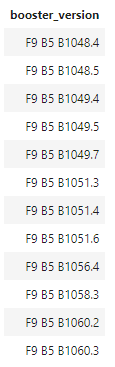 booster_version
F9 B5 B1048.4
F9 B5 B1048.5
F9 B5 B1049.4
F9 B5 B1049.5
F9 B5 B1049.7
F9 B5 B1051.3
F9 B5 B1051.4
F9 B5 B1051.6
F9 B5 B1056.4
F9 B5 B1058.3
F9 B5 B1060.2
F9 B5 B1060.3